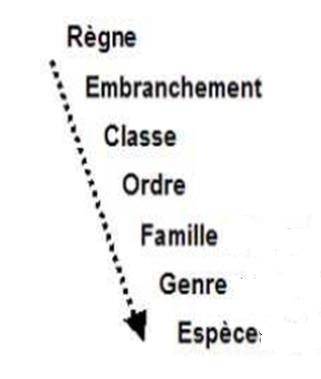 Règne
Embranchement
Classe
Ordre
Famille
Genre
Espèce